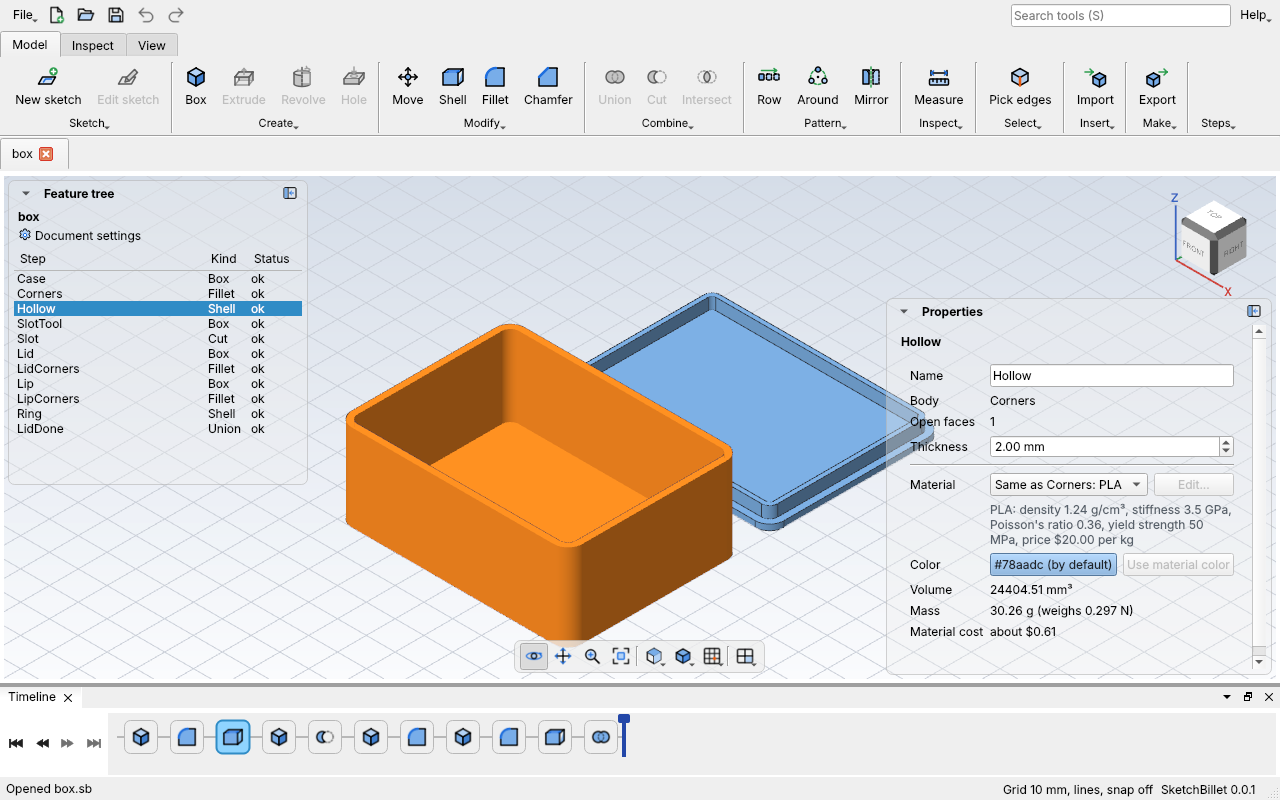 File
Search tools (S)
Help
Model
Inspect
View
New sketch
Edit sketch
Box
Extrude
Revolve
Hole
Move
Shell
Fillet
Chamfer
Union
Cut
Intersect
Row
Around
Mirror
Measure
Pick edges
Import
Export
Sketch
Create
Modify
Combine
Pattern
Inspect
Select
Insert
Make
Steps
box
Feature tree
box
Document settings
Step Kind Status
Case Box ok
Corners Fillet ok
Hollow Shell ok
SlotTool Box ok
Slot Cut ok
Lid Box ok
LidCorners Fillet ok
Lip Box ok
LipCorners Fillet ok
Ring Shell ok
LidDone Union ok
Z
TOP
FRONT
RIGHT
X
Properties
Hollow
Name Hollow
Body Corners
Open faces 1
Thickness 2.00 mm
Material Same as Corners: PLA Edit...
PLA: density 1.24 g/cm³, stiffness 3.5 GPa,
Poisson's ratio 0.36, yield strength 50
MPa, price $20.00 per kg
Color #78aadc (by default) Use material color
Volume 24404.51 mm³
Mass 30.26 g (weighs 0.297 N)
Material cost about $0.61
Timeline
Opened box.sb
Grid 10 mm, lines, snap off SketchBillet 0.0.1